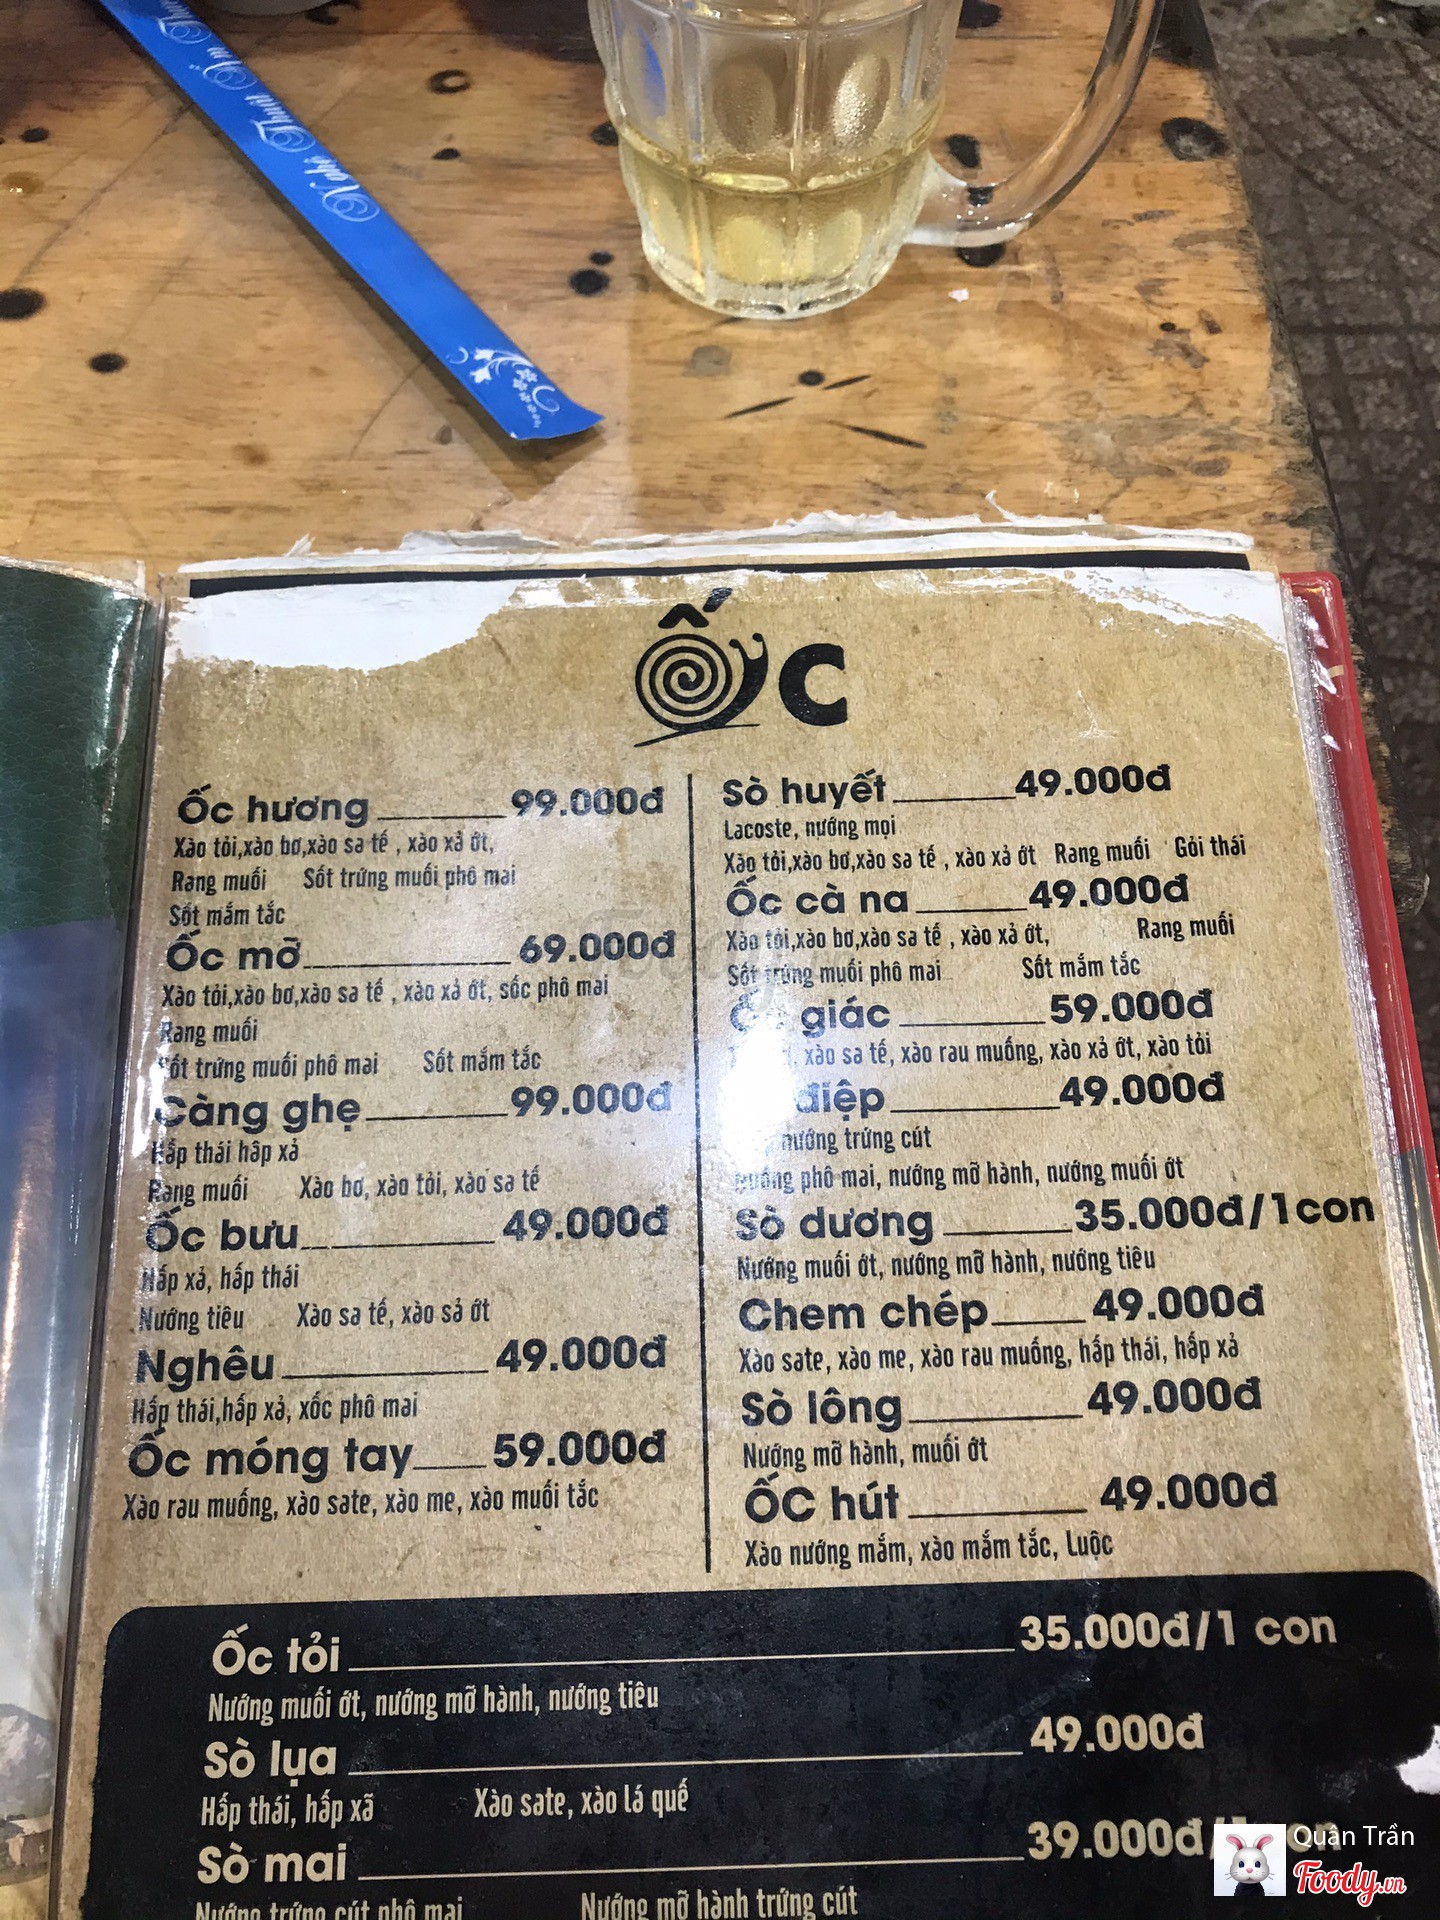 Nghệ Thuật Ẩm
ỐC
Ốc hương 99.000đ
Xào tỏi,xào bơ,xào sa tế , xào xả ớt,
Rang muối Sốt trứng muối phô mai
Sốt mắm tắc
Ốc mỡ 69.000đ
Xào tỏi,xào bơ,xào sa tế , xào xả ớt, sốc phô mai
Rang muối
Sốt trứng muối phô mai Sốt mắm tắc
Càng ghẹ 99.000đ
Hấp thái hâp xả
Rang muối Xào bơ, xào tỏi, xào sa tế
Ốc bươu 49.000đ
Hấp xả, hấp thái
Nướng tiêu Xào sa tế, xào sả ớt
Nghêu 49.000đ
Hấp thái,hấp xả, xốc phô mai
Ốc móng tay 59.000đ
Xào rau muống, xào sate, xào me, xào muối tắc
Sò huyết 49.000đ
Lacoste, nướng mọi
Xào tỏi,xào bơ,xào sa tế , xào xả ớt Rang muối Gỏi thái
Ốc cà na 49.000đ
Xào tỏi,xào bơ,xào sa tế , xào xả ớt, Rang muối
Sốt trứng muối phô mai Sốt mắm tắc
giác 59.000đ
xào sa tế, xào rau muống, xào xả ớt, xào tỏi
điệp 49.000đ
nướng trứng cút
nướng phô mai, nướng mỡ hành, nướng muối ớt
Sò dương 35.000đ/1con
Nướng muối ớt, nướng mỡ hành, nướng tiêu
Chem chép 49.000đ
Xào sate, xào me, xào rau muống, hấp thái, hấp xả
Sò lông 49.000đ
Nướng mỡ hành, muối ớt
ỐC hút 49.000đ
Xào nướng mắm, xào mắm tắc, Luộc
Ốc tỏi 35.000đ/1 con
Nướng muối ớt, nướng mỡ hành, nướng tiêu
Sò lụa 49.000đ
Hấp thái, hấp xã Xào sate, xào lá quế
Sò mai 39.000đ/1 con
Nướng trứng cút phô mai Nướng mỡ hành trứng cút
Quân Trần
Foody.vn